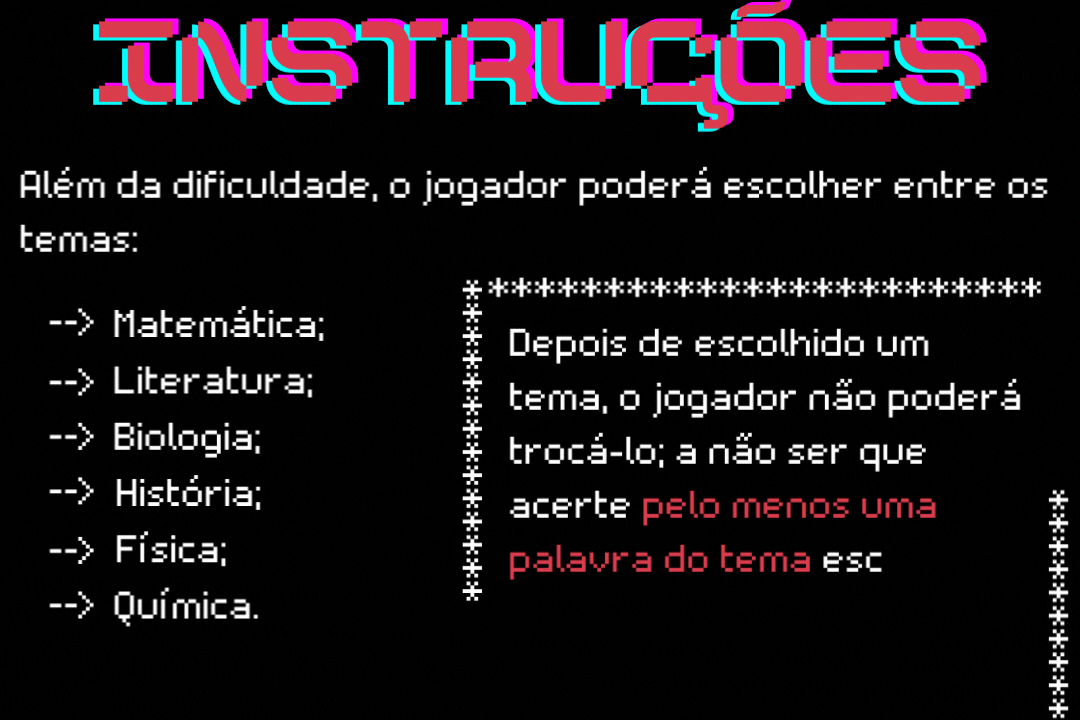 INSTRUÇÕES
Além da dificuldade, o jogador poderá escolher entre os
temas:
--> Matemática;
--> Literatura;
--> Biologia;
--> História;
--> Física;
--> Química.
************************
Depois de escolhido um
tema, o jogador não poderá
trocá-lo; a não ser que
acerte pelo menos uma
palavra do tema esc